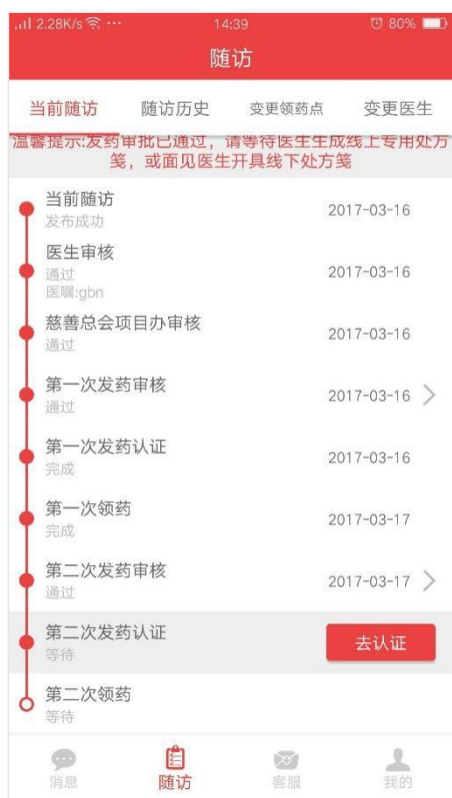 2.28K/s ··· 14:39 80%
随访
当前随访 随访历史 变更领药点 变更医生
温馨提示:发药审批已通过，请等待医生生成线上专用处方
笺，或面见医生开具线下处方笺
当前随访 2017-03-16
发布成功
医生审核 2017-03-16
通过
医嘱:gbn
慈善总会项目办审核 2017-03-16
通过
第一次发药审核 2017-03-16
通过
第一次发药认证 2017-03-16
完成
第一次领药 2017-03-17
完成
第二次发药审核 2017-03-17
通过
第二次发药认证 去认证
等待
第二次领药
等待
消息 随访 客服 我的